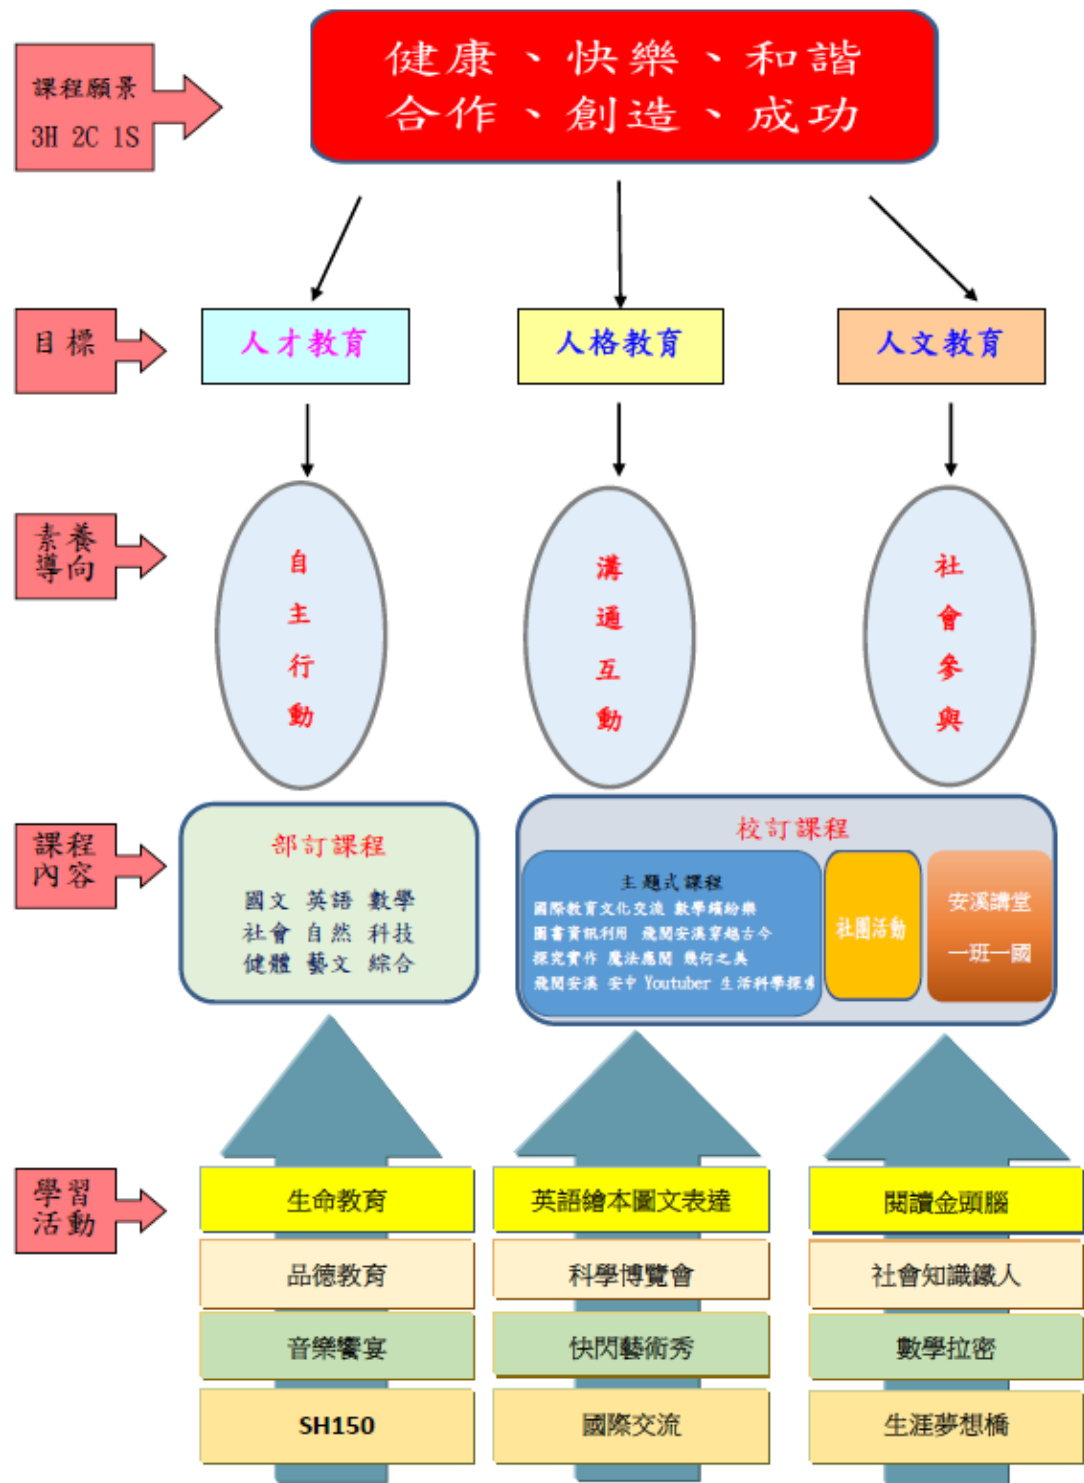 課程願景
3H 2C 1S
健康、快樂、和諧
合作、創造、成功
目標
人才教育
人格教育
人文教育
素養
導向
自主行動
溝通互動
社會參與
課程
內容
部訂課程
國文 英語 數學
社會 自然 科技
健體 藝文 綜合
校訂課程
主題式課程
國際教育文化交流 數學繽紛樂
圖書資訊利用 飛閱安溪穿越古今
探究實作 魔法應閱 幾何之美
飛閱安溪 安中 Youtuber 生活科學探索
社團活動
安溪講堂
一班一國
學習
活動
生命教育
英語繪本圖文表達
閱讀金頭腦
品德教育
科學博覽會
社會知識鐵人
音樂饗宴
快閃藝術秀
數學拉密
SH150
國際交流
生涯夢想橋